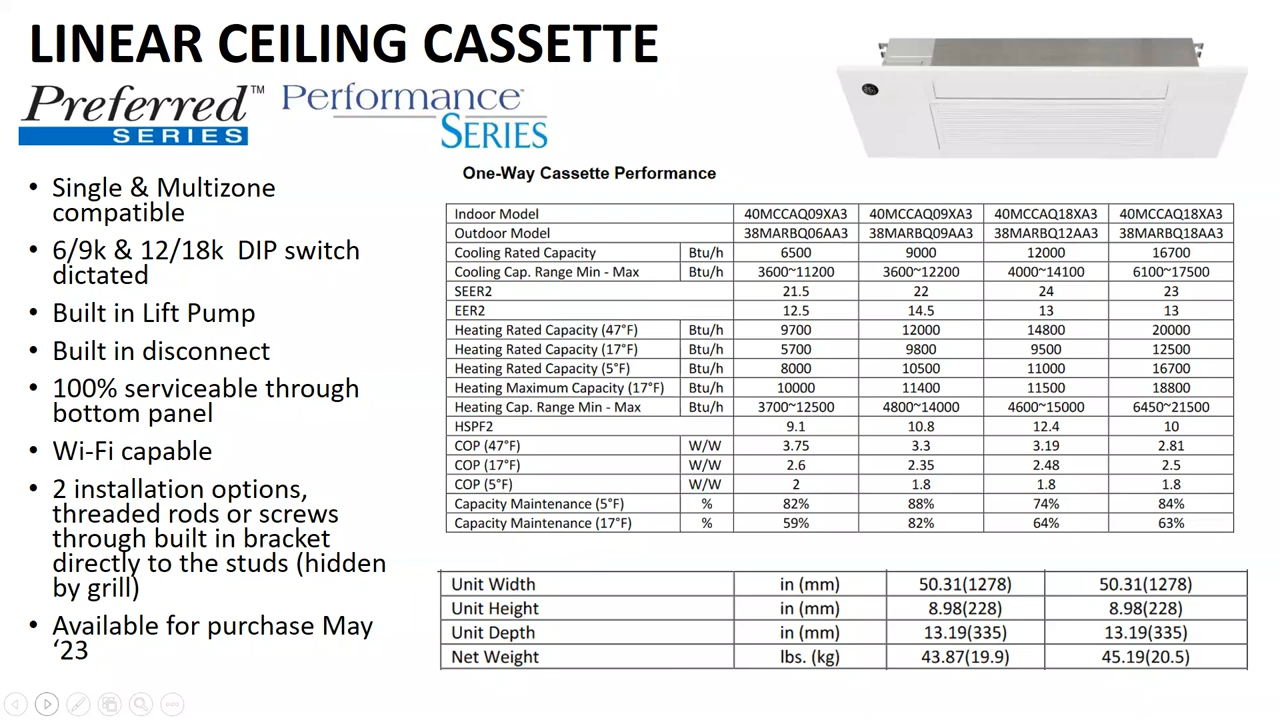 LINEAR CEILING CASSETTE
Preferred™
SERIES
Performance
SERIES
• Single & Multizone
compatible
• 6/9k & 12/18k DIP switch
dictated
• Built in Lift Pump
• Built in disconnect
• 100% serviceable through
bottom panel
• Wi-Fi capable
• 2 installation options,
threaded rods or screws
through built in bracket
directly to the studs (hidden
by grill)
• Available for purchase May
‘23
One-Way Cassette Performance
Indoor Model 40MCCAQ09XA3 40MCCAQ09XA3 40MCCAQ18XA3 40MCCAQ18XA3
Outdoor Model 38MARBQ06AA3 38MARBQ09AA3 38MARBQ12AA3 38MARBQ18AA3
Cooling Rated Capacity Btu/h 6500 9000 12000 16700
Cooling Cap. Range Min - Max Btu/h 3600~11200 3600~12200 4000~14100 6100~17500
SEER2 21.5 22 24 23
EER2 12.5 14.5 13 13
Heating Rated Capacity (47°F) Btu/h 9700 12000 14800 20000
Heating Rated Capacity (17°F) Btu/h 5700 9800 9500 12500
Heating Rated Capacity (5°F) Btu/h 8000 10500 11000 16700
Heating Maximum Capacity (17°F) Btu/h 10000 11400 11500 18800
Heating Cap. Range Min - Max Btu/h 3700~12500 4800~14000 4600~15000 6450~21500
HSPF2 9.1 10.8 12.4 10
COP (47°F) W/W 3.75 3.3 3.19 2.81
COP (17°F) W/W 2.6 2.35 2.48 2.5
COP (5°F) W/W 2 1.8 1.8 1.8
Capacity Maintenance (5°F) % 82% 88% 74% 84%
Capacity Maintenance (17°F) % 59% 82% 64% 63%
Unit Width in (mm) 50.31(1278) 50.31(1278)
Unit Height in (mm) 8.98(228) 8.98(228)
Unit Depth in (mm) 13.19(335) 13.19(335)
Net Weight lbs. (kg) 43.87(19.9) 45.19(20.5)